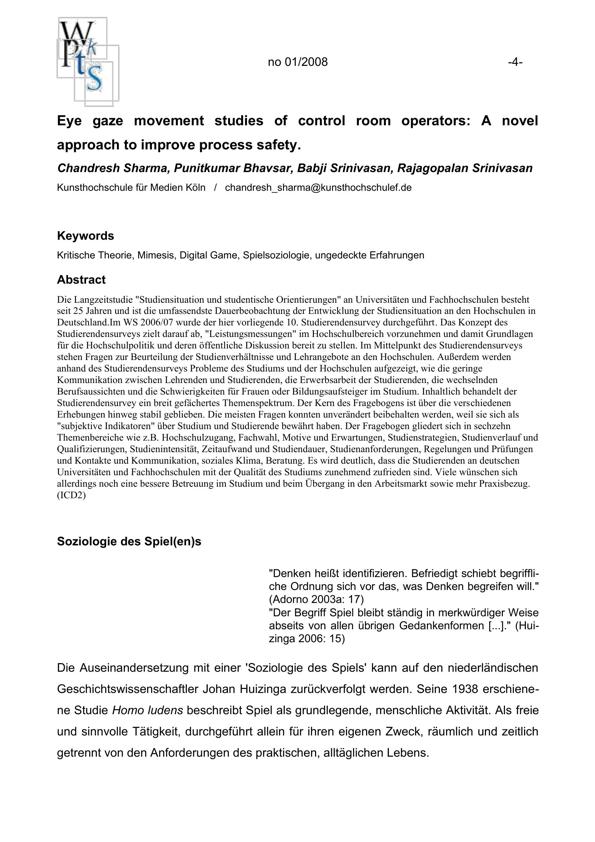 W
P k
t s
no 01/2008 -4-
Eye gaze movement studies of control room operators: A novel
approach to improve process safety.
Chandresh Sharma, Punitkumar Bhavsar, Babji Srinivasan, Rajagopalan Srinivasan
Kunsthochschule für Medien Köln / chandresh_sharma@kunsthochschulef.de
Keywords
Kritische Theorie, Mimesis, Digital Game, Spielsoziologie, ungedeckte Erfahrungen
Abstract
Die Langzeitstudie "Studiensituation und studentische Orientierungen" an Universitäten und Fachhochschulen besteht
seit 25 Jahren und ist die umfassendste Dauerbeobachtung der Entwicklung der Studiensituation an den Hochschulen in
Deutschland.Im WS 2006/07 wurde der hier vorliegende 10. Studierendensurvey durchgeführt. Das Konzept des
Studierendensurveys zielt darauf ab, "Leistungsmessungen" im Hochschulbereich vorzunehmen und damit Grundlagen
für die Hochschulpolitik und deren öffentliche Diskussion bereit zu stellen. Im Mittelpunkt des Studierendensurveys
stehen Fragen zur Beurteilung der Studienverhältnisse und Lehrangebote an den Hochschulen. Außerdem werden
anhand des Studierendensurveys Probleme des Studiums und der Hochschulen aufgezeigt, wie die geringe
Kommunikation zwischen Lehrenden und Studierenden, die Erwerbsarbeit der Studierenden, die wechselnden
Berufsaussichten und die Schwierigkeiten für Frauen oder Bildungsaufsteiger im Studium. Inhaltlich behandelt der
Studierendensurvey ein breit gefächertes Themenspektrum. Der Kern des Fragebogens ist über die verschiedenen
Erhebungen hinweg stabil geblieben. Die meisten Fragen konnten unverändert beibehalten werden, weil sie sich als
"subjektive Indikatoren" über Studium und Studierende bewährt haben. Der Fragebogen gliedert sich in sechzehn
Themenbereiche wie z.B. Hochschulzugang, Fachwahl, Motive und Erwartungen, Studienstrategien, Studienverlauf und
Qualifizierungen, Studienintensität, Zeitaufwand und Studiendauer, Studienanforderungen, Regelungen und Prüfungen
und Kontakte und Kommunikation, soziales Klima, Beratung. Es wird deutlich, dass die Studierenden an deutschen
Universitäten und Fachhochschulen mit der Qualität des Studiums zunehmend zufrieden sind. Viele wünschen sich
allerdings noch eine bessere Betreuung im Studium und beim Übergang in den Arbeitsmarkt sowie mehr Praxisbezug.
(ICD2)
Soziologie des Spiel(en)s
"Denken heißt identifizieren. Befriedigt schiebt begriffli-
che Ordnung sich vor das, was Denken begreifen will."
(Adorno 2003a: 17)
"Der Begriff Spiel bleibt ständig in merkwürdiger Weise
abseits von allen übrigen Gedankenformen [...]." (Hui-
zinga 2006: 15)
Die Auseinandersetzung mit einer 'Soziologie des Spiels' kann auf den niederländischen
Geschichtswissenschaftler Johan Huizinga zurückverfolgt werden. Seine 1938 erschiene-
ne Studie Homo ludens beschreibt Spiel als grundlegende, menschliche Aktivität. Als freie
und sinnvolle Tätigkeit, durchgeführt allein für ihren eigenen Zweck, räumlich und zeitlich
getrennt von den Anforderungen des praktischen, alltäglichen Lebens.